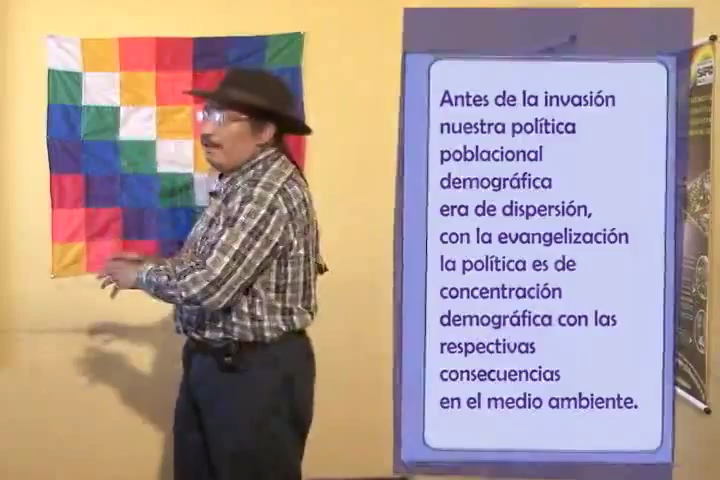 Antes de la invasión
nuestra política
poblacional
demográfica
era de dispersión,
con la evangelización
la política es de
concentración
demográfica con las
respectivas
consecuencias
en el medio ambiente.